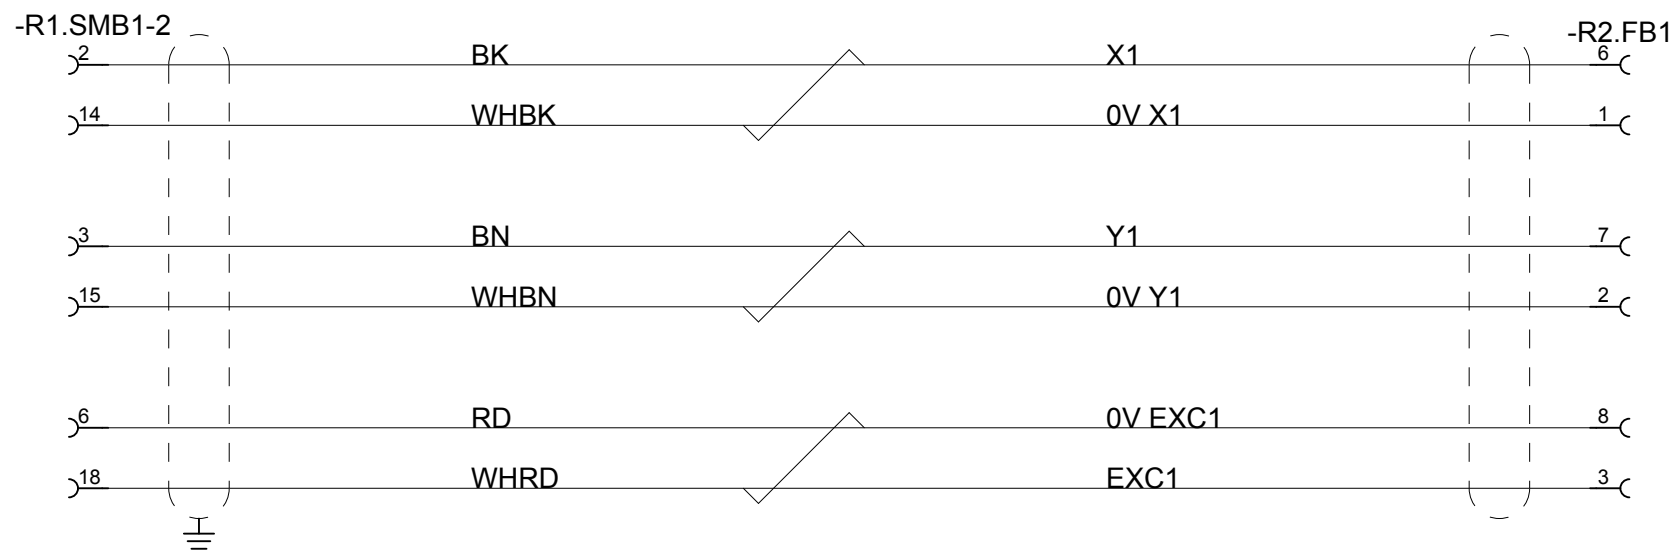 -R1.SMB1-2 -R2.FB1
2 BK X1 6
14 WHBK 0V X1 1
3 BN Y1 7
15 WHBN 0V Y1 2
6 RD 0V EXC1 8
18 WHRD EXC1 3